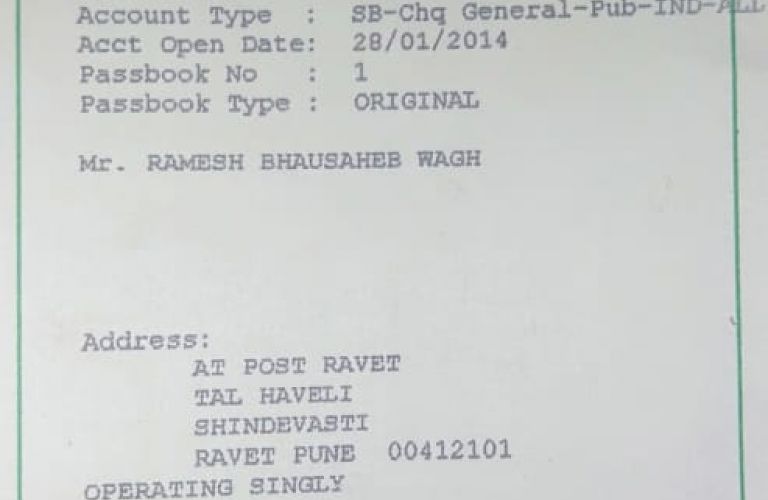 Account Type : SB-Chq General-Pub-IND-ALL
Acct Open Date: 28/01/2014
Passbook No : 1
Passbook Type : ORIGINAL
Mr. RAMESH BHAUSAHEB WAGH
Address:
AT POST RAVET
TAL HAVELI
SHINDEVASTI
RAVET PUNE 00412101
OPERATING SINGLY